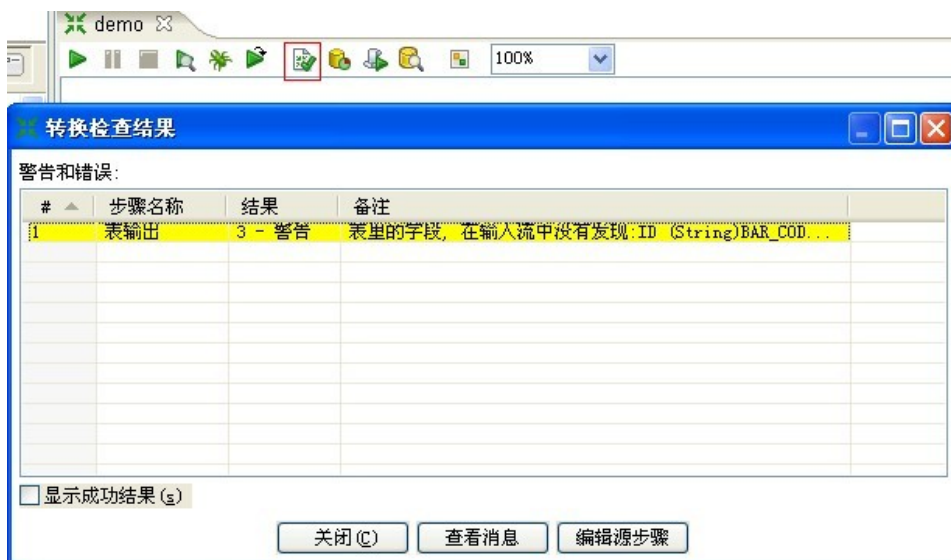 demo
100%
转换检查结果
警告和错误:
# 步骤名称 结果 备注
1 表输出 3 - 警告 表里的字段, 在输入流中没有发现:ID (String)BAR_COD...
显示成功结果(s)
关闭(C) 查看消息 编辑源步骤